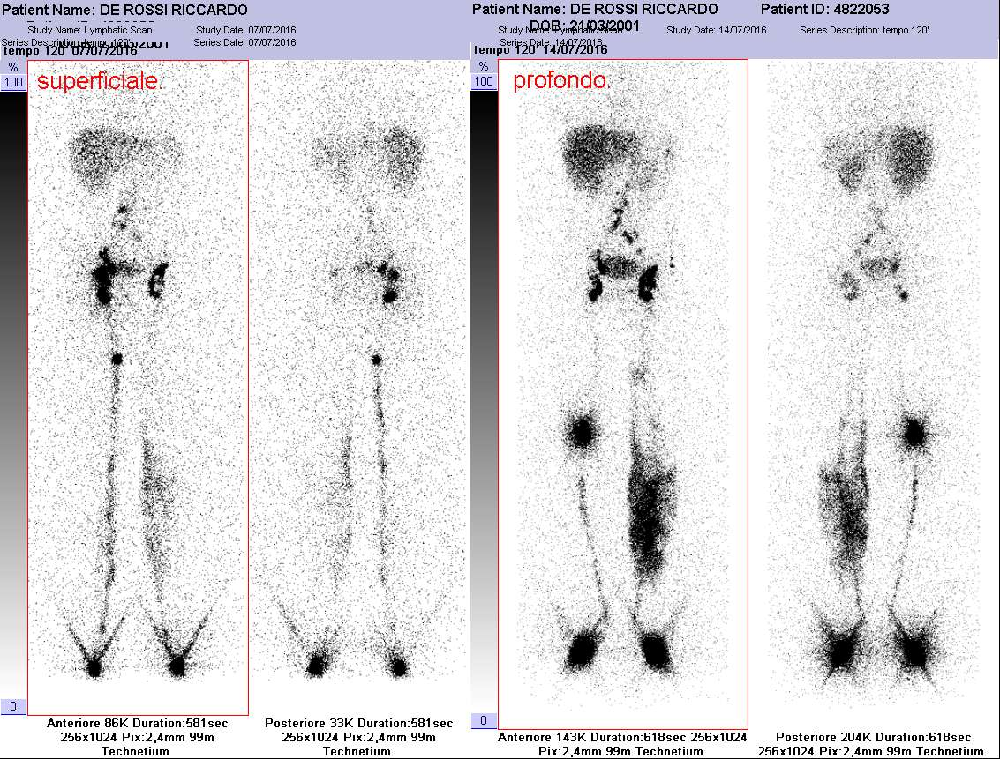 Patient Name: DE ROSSI RICCARDO
Study Name: Lymphatic Scan Study Date: 07/07/2016
Series Description: tempo 120' Series Date: 07/07/2016
tempo 120' 07/07/2016
%
100
superficiale.
0
Anteriore 86K Duration:581sec
256x1024 Pix:2,4mm 99m
Technetium
Posteriore 33K Duration:581sec
256x1024 Pix:2,4mm 99m
Technetium
Patient Name: DE ROSSI RICCARDO Patient ID: 4822053
DOB: 21/03/2001
Study Name: Lymphatic Scan Study Date: 14/07/2016 Series Description: tempo 120'
Series Date: 14/07/2016
tempo 120' 14/07/2016
%
100
profondo.
0
Anteriore 143K Duration:618sec 256x1024
Pix:2,4mm 99m Technetium
Posteriore 204K Duration:618sec
256x1024 Pix:2,4mm 99m Technetium